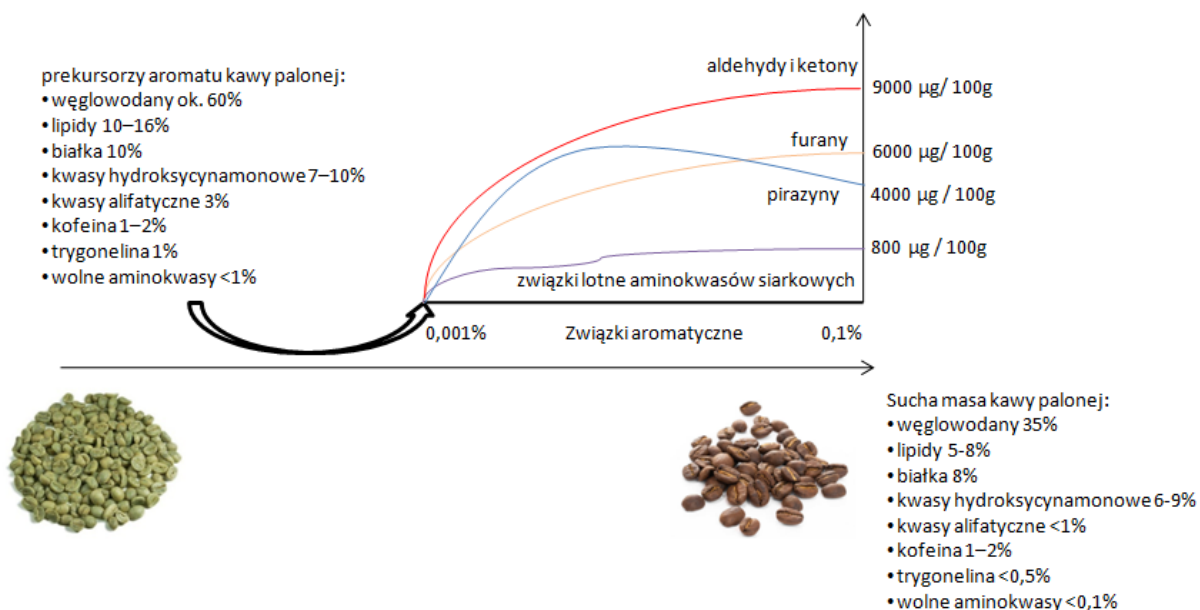 prekursorzy aromatu kawy palonej:
•węglowodany ok. 60%
•lipidy 10–16%
•białka 10%
•kwasy hydroksycynamonowe 7–10%
•kwasy alifatyczne 3%
•kofeina 1–2%
•trygonelina 1%
•wolne aminokwasy <1%
aldehydy i ketony
9000 µg/ 100g
furany
6000 µg/ 100g
pirazyny
4000 µg/ 100g
800 µg/ 100g
związki lotne aminokwasów siarkowych
0,001% Związki aromatyczne 0,1%
Sucha masa kawy palonej:
•węglowodany 35%
•lipidy 5-8%
•białka 8%
•kwasy hydroksycynamonowe 6-9%
•kwasy alifatyczne <1%
•kofeina 1–2%
•trygonelina <0,5%
•wolne aminokwasy <0,1%